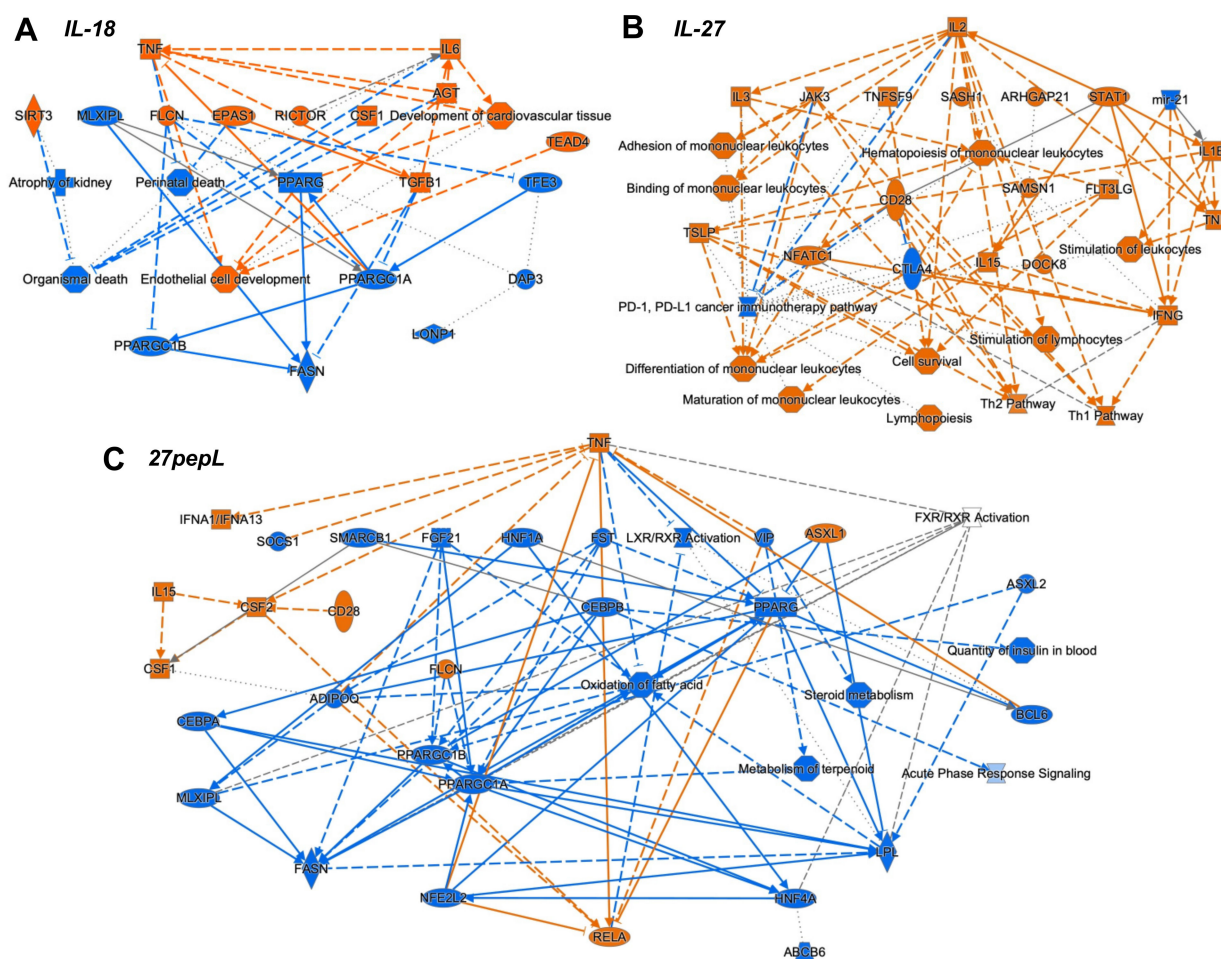 A IL-18
TNF IL6
AGT
SIRT3 MLXIPL FLCN EPAS1 RICTOR CSF1 Development of cardiovascular tissue
TEAD4
Atrophy of kidney Perinatal death PPARG TGFB1 TFE3
Organismal death Endothelial cell development PPARGC1A DAP3
LONP1
PPARGC1B
FASN
B IL-27
IL2
IL3 JAK3 TNFSF9 SASH1 ARHGAP21 STAT1 mir-21
Adhesion of mononuclear leukocytes Hematopoiesis of mononuclear leukocytes IL1B
Binding of mononuclear leukocytes CD28 SAMSN1 FLT3LG
TSLP TN
NFATC1 CTLA4 IL15 DOCK8 Stimulation of leukocytes
PD-1, PD-L1 cancer immunotherapy pathway IFNG
Stimulation of lymphocytes
Differentiation of mononuclear leukocytes Cell survival
Maturation of mononuclear leukocytes Th2 Pathway Th1 Pathway
Lymphopoiesis
C 27pepL
TNF
IFNA1/IFNA13 FXR/RXR Activation
SOCS1 SMARCB1 FGF21 HNF1A FST LXR/RXR Activation VIP ASXL1
IL15 CSF2 CD28 CEBPB PPARG ASXL2
CSF1 FLCN Quantity of insulin in blood
ADIPOQ Oxidation of fatty acid Steroid metabolism
CEBPA BCL6
PPARGC1B
MLXIPL PPARGC1A Metabolism of terpenoid Acute Phase Response Signaling
FASN LPL
NFE2L2 HNF4A
RELA
ABCB6